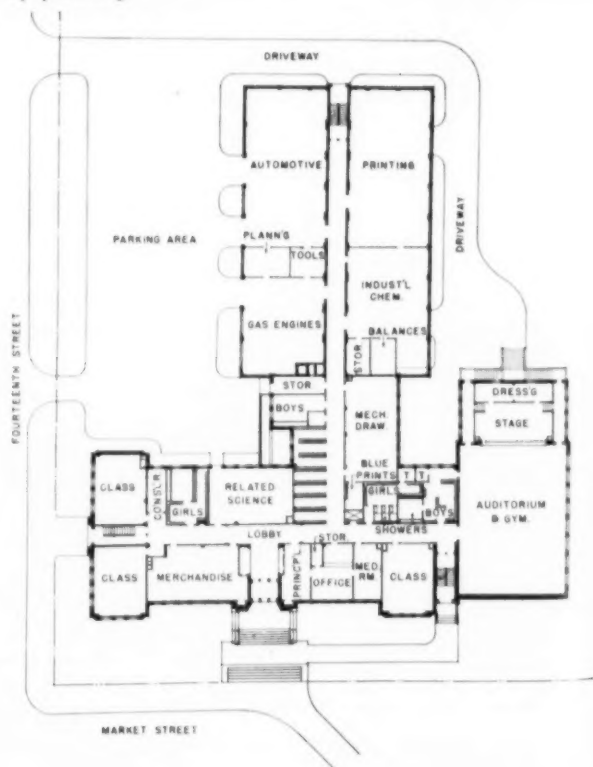 DRIVEWAY
AUTOMOTIVE
PRINTING
PARKING AREA
PLANN'G
TOOLS
DRIVEWAY
INDUST'L
CHEM.
FOURTEENTH STREET
GAS ENGINES
BALANCES
STOR
STOR
BOYS
MECH.
DRAW.
DRESS'G
STAGE
CLASS
CONSL'R
GIRLS
RELATED
SCIENCE
BLUE
PRINTS
T
T
GIRLS
BOYS
AUDITORIUM
& GYM.
LOBBY
STOR.
SHOWERS
CLASS
MERCHANDISE
PRINCP'L
OFFICE
MED.
RM.
CLASS
MARKET STREET